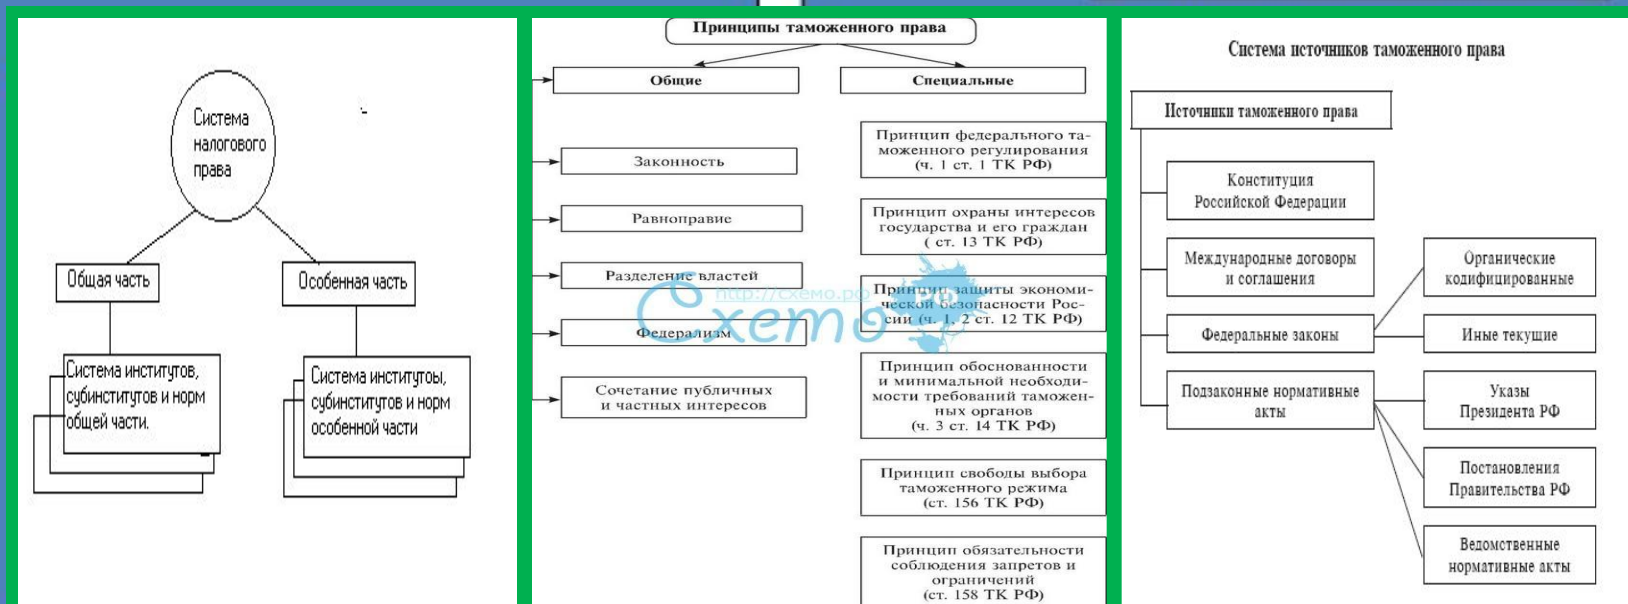 Система
налогового
права
Общая часть
Особенная часть
Система институтов,
субинститутов и норм
общей части.
Система институтоы,
субинститутов и норм
особенной части
Принципы таможенного права
Общие
Специальные
Законность
Равноправие
Разделение властей
Федерализм
Сочетание публичных
и частных интересов
Принцип федерального та-
моженного регулирования
(ч. 1 ст. 1 ТК РФ)
Принцип охраны интересов
государства и его граждан
( ст. 13 ТК РФ)
Принцип защиты экономи-
ческой безопасности Рос-
сии (ч. 1, 2 ст. 12 ТК РФ)
Принцип обоснованности
и минимальной необходи-
мости требований таможен-
ных органов
(ч. 3 ст. 14 ТК РФ)
Принцип свободы выбора
таможенного режима
(ст. 156 ТК РФ)
Принцип обязательности
соблюдения запретов и
ограничений
(ст. 158 ТК РФ)
http://схемо.рф
Схемо
РФ
Система источников таможенного права
Источники таможенного права
Конституция
Российской Федерации
Международные договоры
и соглашения
Федеральные законы
Подзаконные нормативные
акты
Органические
кодифицированные
Иные текущие
Указы
Президента РФ
Постановления
Правительства РФ
Ведомственные
нормативные акты